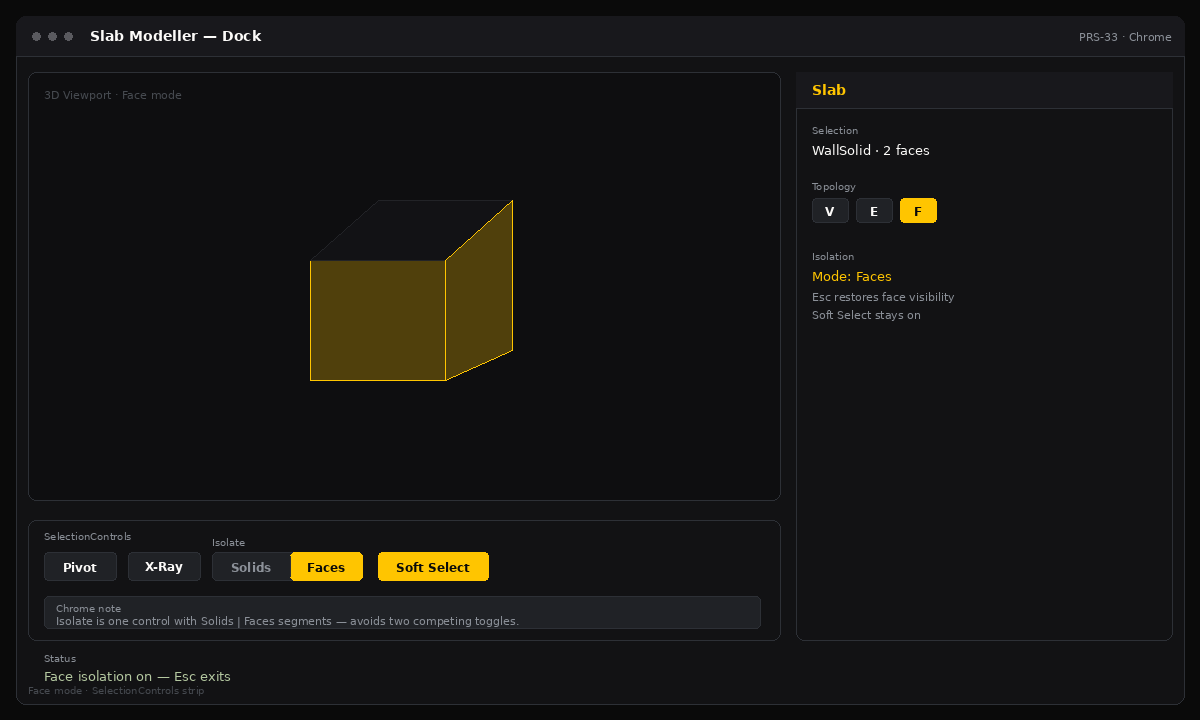 Slab Modeller — Dock
PRS-33 · Chrome
3D Viewport · Face mode
Slab
Selection
WallSolid · 2 faces
Topology
V E F
Isolation
Mode: Faces
Esc restores face visibility
Soft Select stays on
SelectionControls
Isolate
Pivot X-Ray Solids Faces Soft Select
Chrome note
Isolate is one control with Solids | Faces segments — avoids two competing toggles.
Status
Face isolation on — Esc exits
Face mode · SelectionControls strip